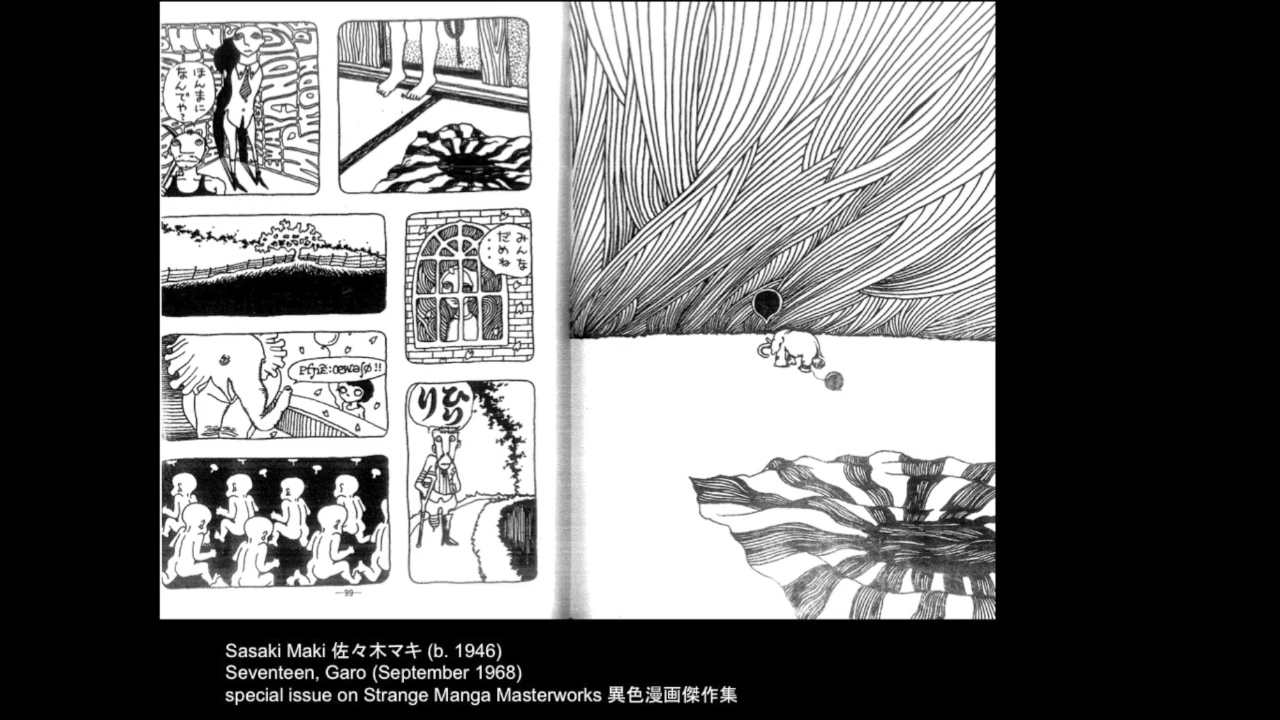 ほんまに
なんでや?
みんな
だめね
…
ひり
り
—99—
Sasaki Maki 佐々木マキ (b. 1946)
Seventeen, Garo (September 1968)
special issue on Strange Manga Masterworks 異色漫画傑作集